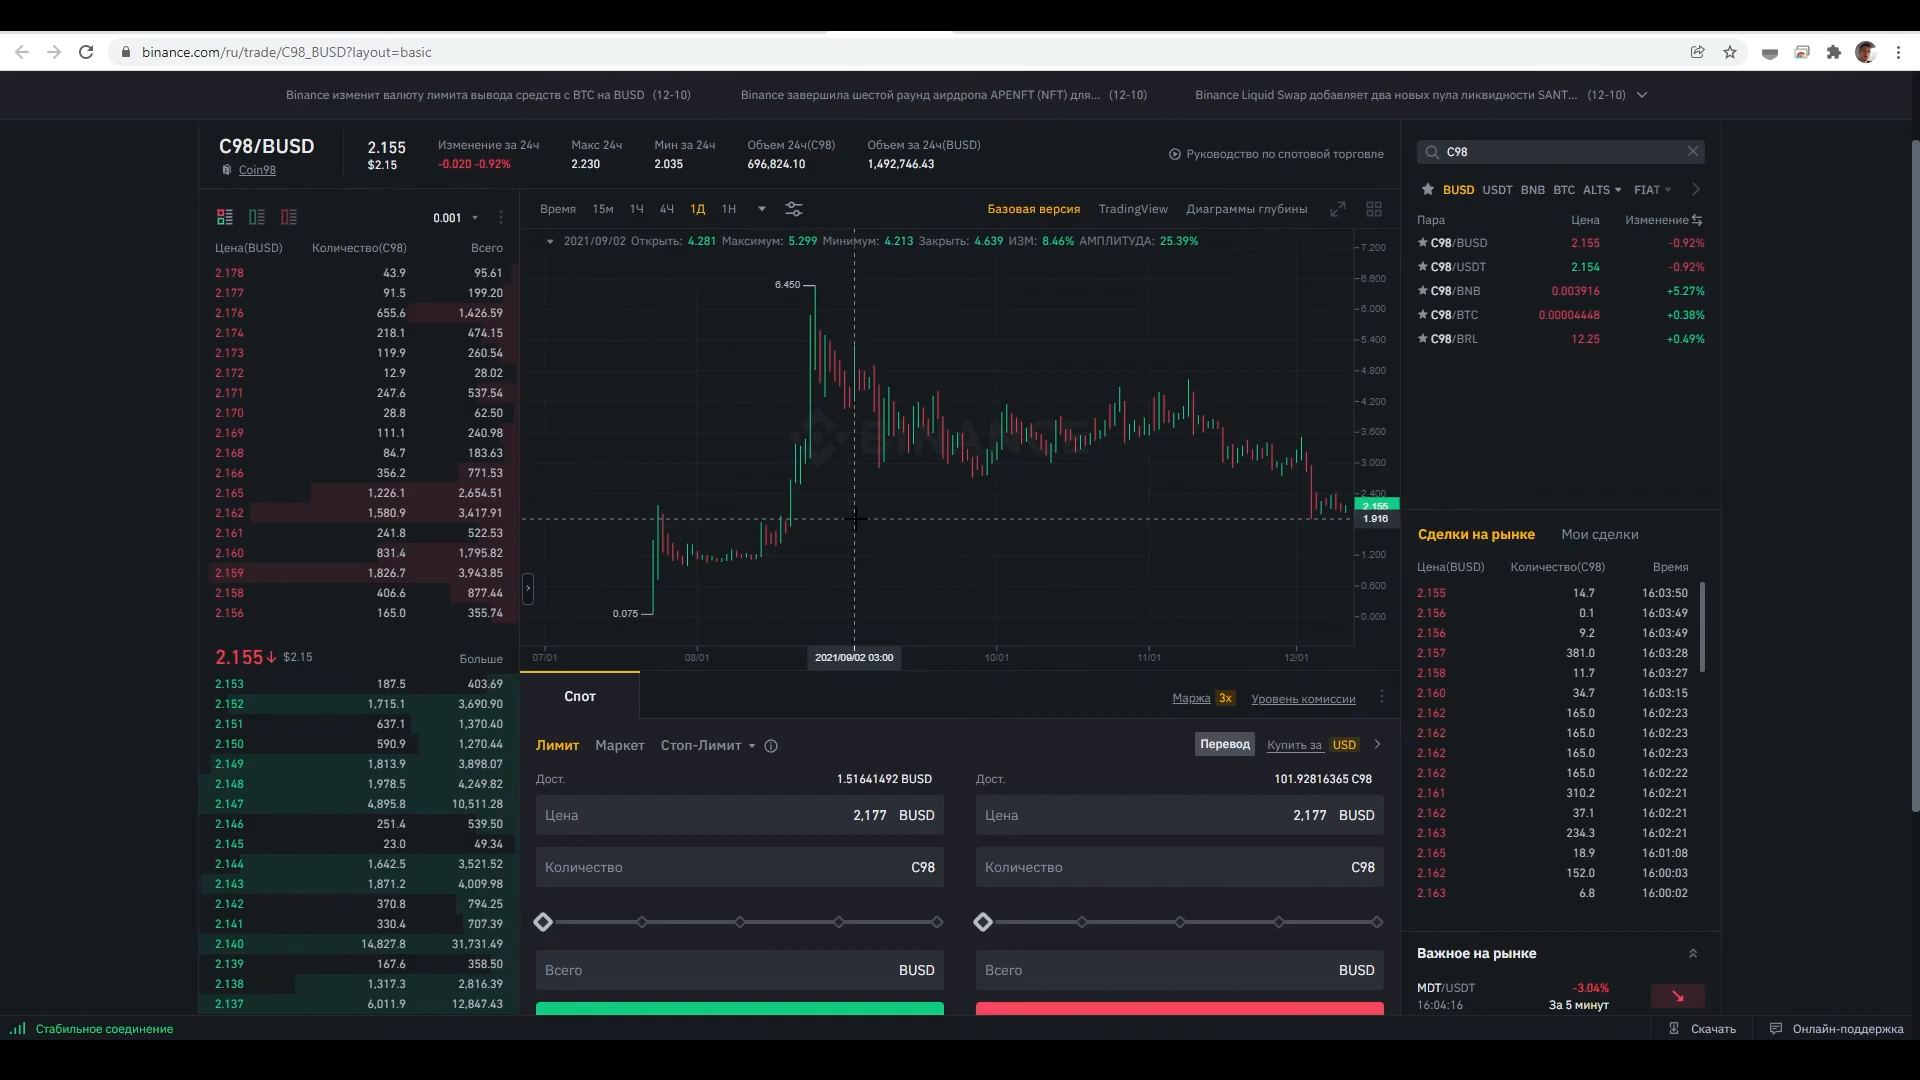 binance.com/ru/trade/C98_BUSD?layout=basic
Binance изменит валюту лимита вывода средств с BTC на BUSD (12-10)
Binance завершила шестой раунд аирдропа APENFT (NFT) для... (12-10)
Binance Liquid Swap добавляет два новых пула ликвидности SANT... (12-10)
C98/BUSD
Coin98
2.155
$2.15
Изменение за 24ч
-0.020 -0.92%
Макс 24ч
2.230
Мин за 24ч
2.035
Объем 24ч(C98)
696,824.10
Объем за 24ч(BUSD)
1,492,746.43
Руководство по спотовой торговле
0.001
Цена(BUSD) Количество(C98) Всего
2.178 43.9 95.61
2.177 91.5 199.20
2.176 655.6 1,426.59
2.174 218.1 474.15
2.173 119.9 260.54
2.172 12.9 28.02
2.171 247.6 537.54
2.170 28.8 62.50
2.169 111.1 240.98
2.168 84.7 183.63
2.166 356.2 771.53
2.165 1,226.1 2,654.51
2.162 1,580.9 3,417.91
2.161 241.8 522.53
2.160 831.4 1,795.82
2.159 1,826.7 3,943.85
2.158 406.6 877.44
2.156 165.0 355.74
2.155 $2.15 Больше
2.153 187.5 403.69
2.152 1,715.1 3,690.90
2.151 637.1 1,370.40
2.150 590.9 1,270.44
2.149 1,813.9 3,898.07
2.148 1,978.5 4,249.82
2.147 4,895.8 10,511.28
2.146 251.4 539.50
2.145 23.0 49.34
2.144 1,642.5 3,521.52
2.143 1,871.2 4,009.98
2.142 370.8 794.25
2.141 330.4 707.39
2.140 14,827.8 31,731.49
2.139 167.6 358.50
2.138 1,317.3 2,816.39
2.137 6,011.9 12,847.43
Время 15м 1Ч 4Ч 1Д 1Н
Базовая версия TradingView Диаграммы глубины
2021/09/02 Открыть: 4.281 Максимум: 5.299 Минимум: 4.213 Закрыть: 4.639 ИЗМ: 8.46% АМПЛИТУДА: 25.39%
BINANCE
6.450
0.075
7.200
6.600
6.000
5.400
4.800
4.200
3.600
3.000
2.400
2.155
1.916
1.200
0.600
0.000
07/01 08/01 2021/09/02 03:00 10/01 11/01 12/01
Спот
Маржа 3x Уровень комиссии
Лимит Маркет Стоп-Лимит
Перевод Купить за USD
Дост. 1.51641492 BUSD
Цена 2,177 BUSD
Количество C98
Всего BUSD
Дост. 101.92816365 C98
Цена 2,177 BUSD
Количество C98
Всего BUSD
C98
BUSD USDT BNB BTC ALTS FIAT
Пара Цена Изменение
C98/BUSD 2.155 -0.92%
C98/USDT 2.154 -0.92%
C98/BNB 0.003916 +5.27%
C98/BTC 0.00004448 +0.38%
C98/BRL 12.25 +0.49%
Сделки на рынке Мои сделки
Цена(BUSD) Количество(C98) Время
2.155 14.7 16:03:50
2.156 0.1 16:03:49
2.156 9.2 16:03:49
2.157 381.0 16:03:28
2.158 11.7 16:03:27
2.160 34.7 16:03:15
2.162 165.0 16:02:23
2.162 165.0 16:02:23
2.162 165.0 16:02:23
2.162 165.0 16:02:22
2.161 310.2 16:02:21
2.162 37.1 16:02:21
2.163 234.3 16:02:21
2.165 18.9 16:01:08
2.162 152.0 16:00:03
2.163 6.8 16:00:02
Важное на рынке
MDT/USDT -3.04%
16:04:16 За 5 минут
Стабильное соединение
Скачать
Онлайн-поддержка